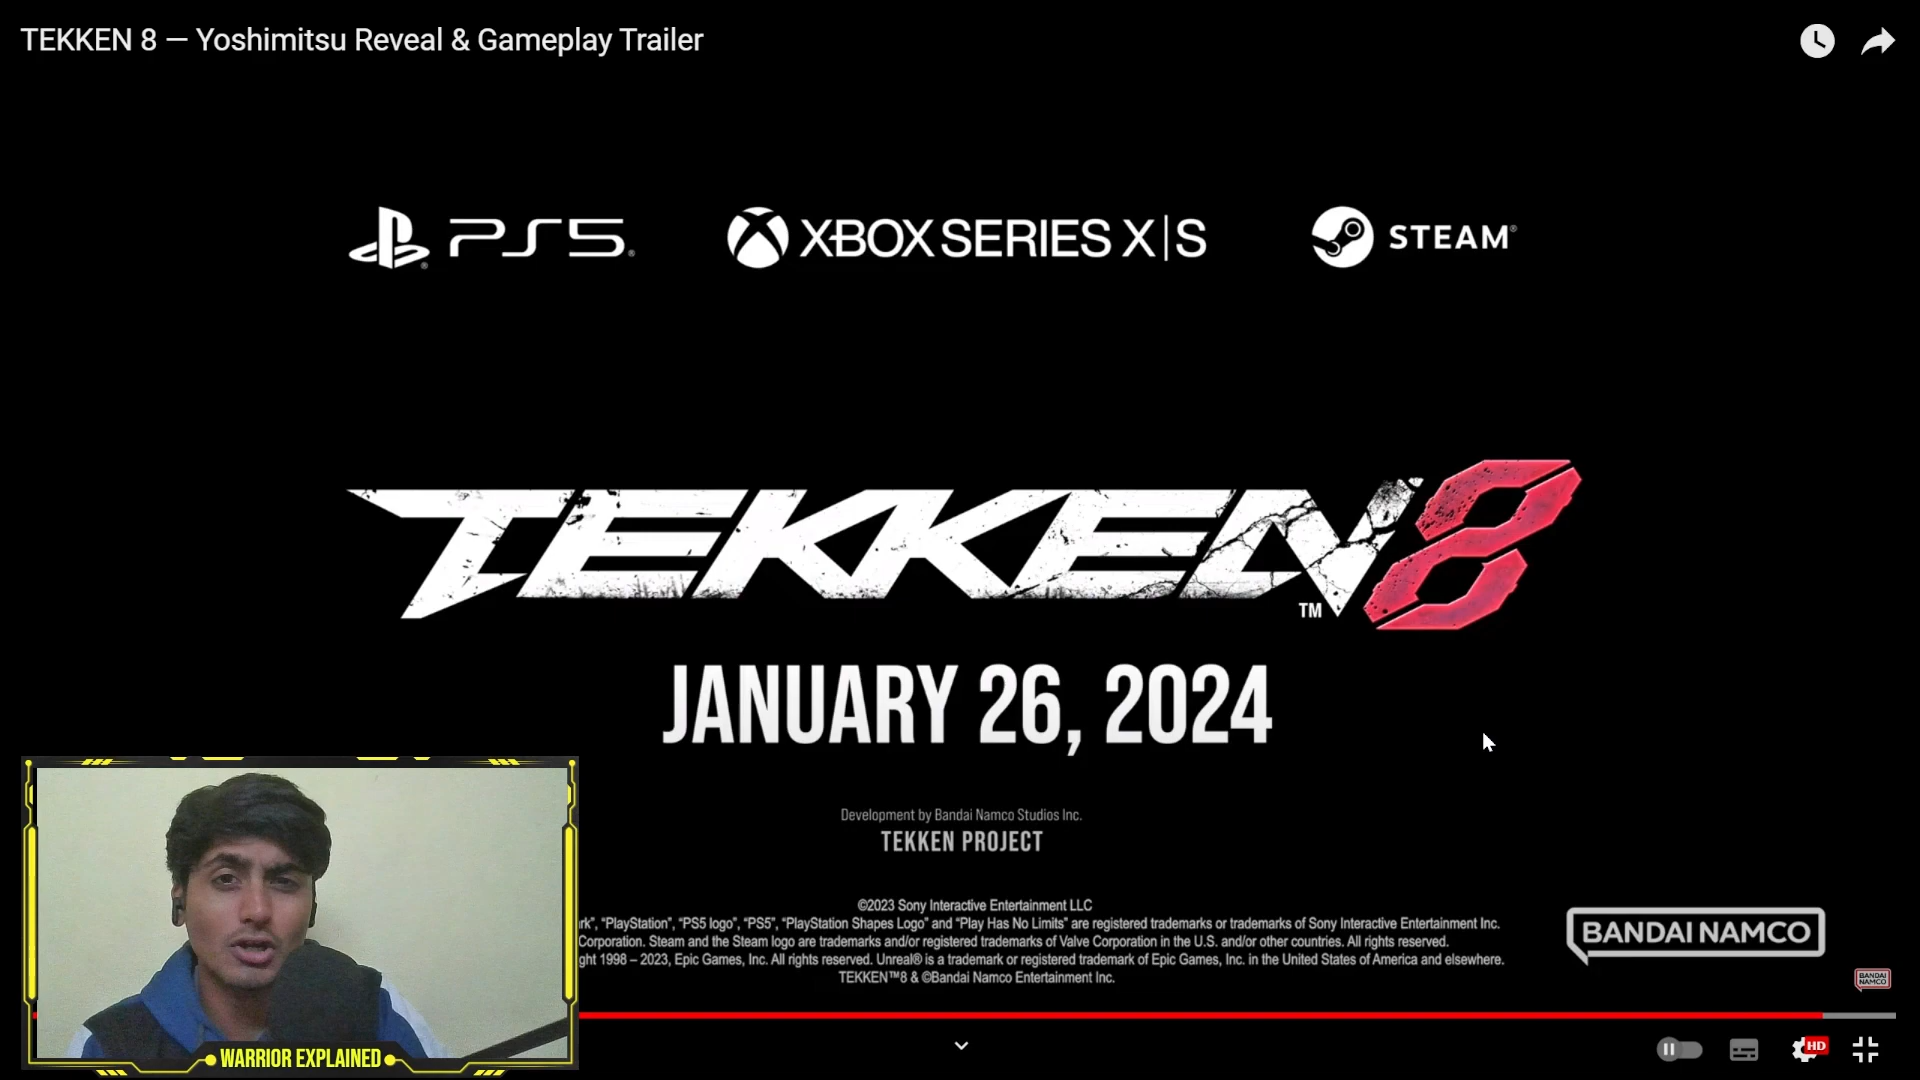 TEKKEN 8 — Yoshimitsu Reveal & Gameplay Trailer
PS5®
XBOX SERIES X|S
STEAM®
TEKKEN 8
TM
JANUARY 26, 2024
Development by Bandai Namco Studios Inc.
TEKKEN PROJECT
©2023 Sony Interactive Entertainment LLC
“PlayStation”, “PS5 logo”, “PS5”, “PlayStation Shapes Logo” and “Play Has No Limits” are registered trademarks or trademarks of Sony Interactive Entertainment Inc.
Corporation. Steam and the Steam logo are trademarks and/or registered trademarks of Valve Corporation in the U.S. and/or other countries. All rights reserved.
1998 – 2023, Epic Games, Inc. All rights reserved. Unreal® is a trademark or registered trademark of Epic Games, Inc. in the United States of America and elsewhere.
TEKKEN™8 & ©Bandai Namco Entertainment Inc.
BANDAI NAMCO
BANDAI
NAMCO
HD
WARRIOR EXPLAINED